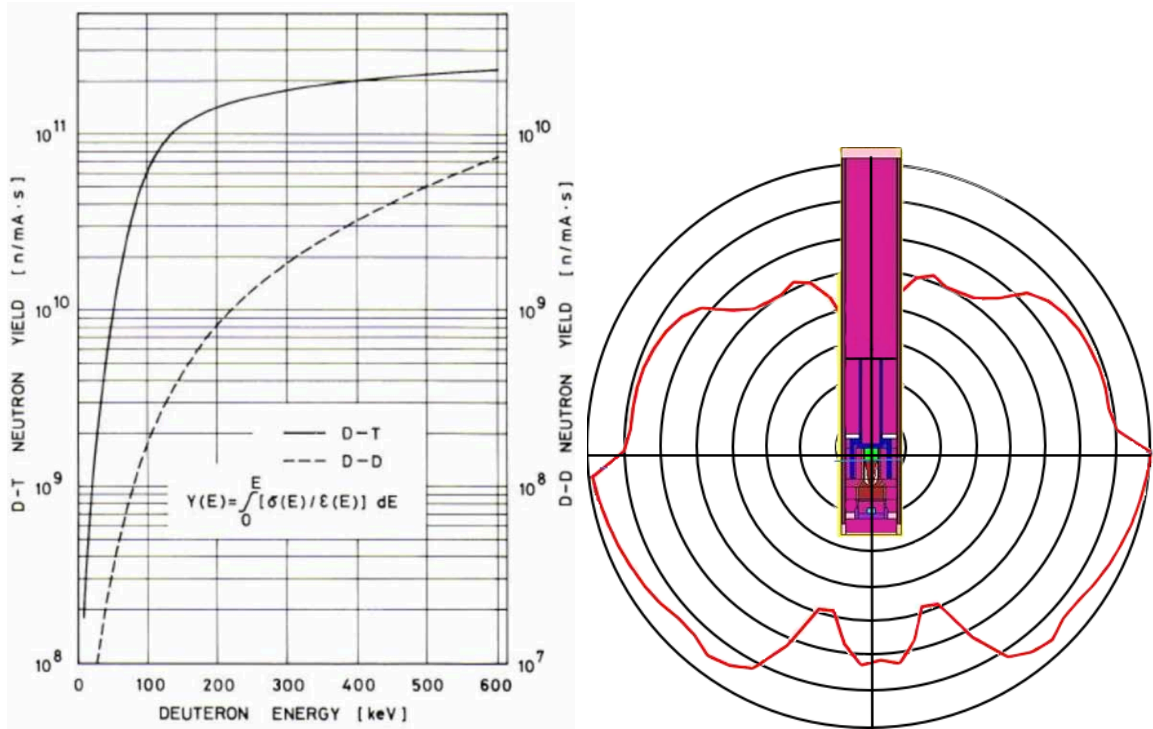 10¹¹
10¹⁰
10⁹
10⁸
D-T NEUTRON YIELD [n/mA·s]
10¹⁰
10⁹
10⁸
10⁷
D-D NEUTRON YIELD [n/mA·s]
D-T
D-D
Y(E)=∫₀ᴱ[σ(E)/ε(E)] dE
0 100 200 300 400 500 600
DEUTERON ENERGY [keV]